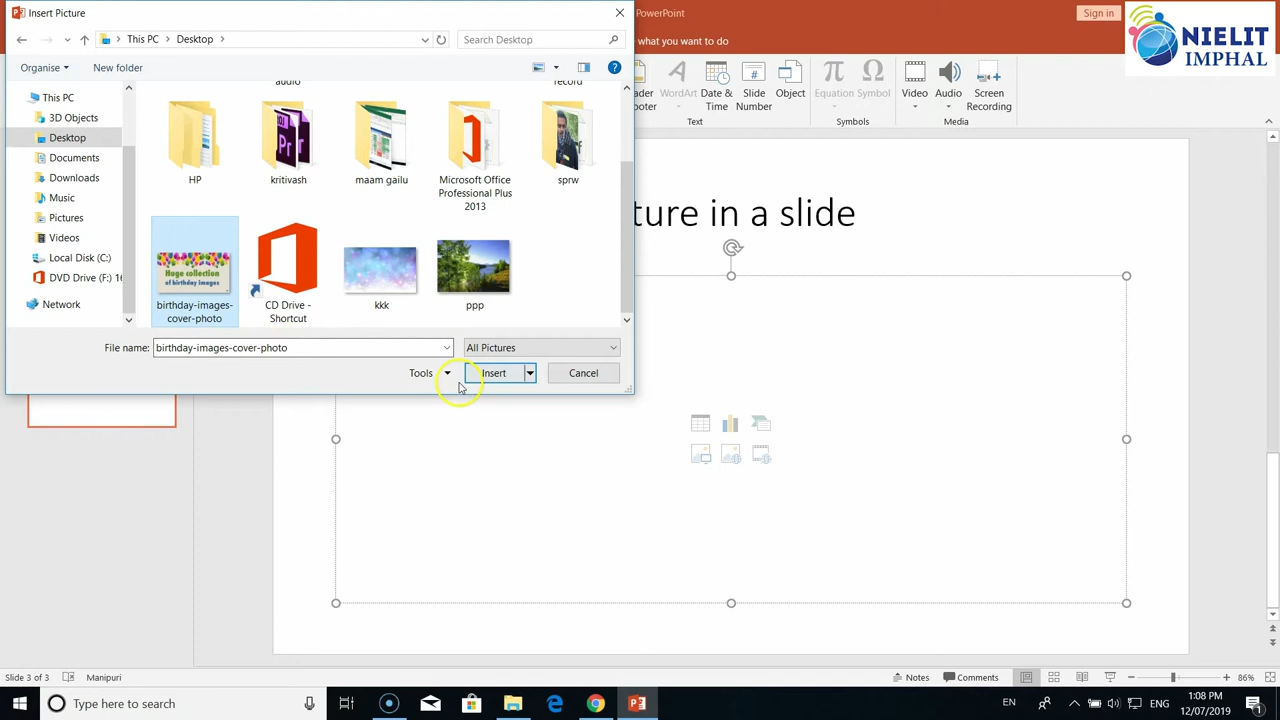 Insert Picture
PowerPoint
Sign in
NIELIT
IMPHAL
This PC
Desktop
Search Desktop
what you want to do
Organise
New folder
This PC
3D Objects
Desktop
Documents
Downloads
Music
Pictures
Videos
Local Disk (C:)
DVD Drive (F:) 16
Network
audio
record
HP
kritivash
maam gailu
Microsoft Office
Professional Plus
2013
sprw
Huge collection
of birthday images
birthday-images-
cover-photo
CD Drive -
Shortcut
kkk
ppp
File name:
birthday-images-cover-photo
All Pictures
Tools
Insert
Cancel
Date &
Time
Slide
Number
Object
Equation
Symbol
Video
Audio
Screen
Recording
Text
Symbols
Media
ture in a slide
Slide 3 of 3
Manipuri
Notes
Comments
86%
Type here to search
EN
ENG
1:08 PM
12/07/2019